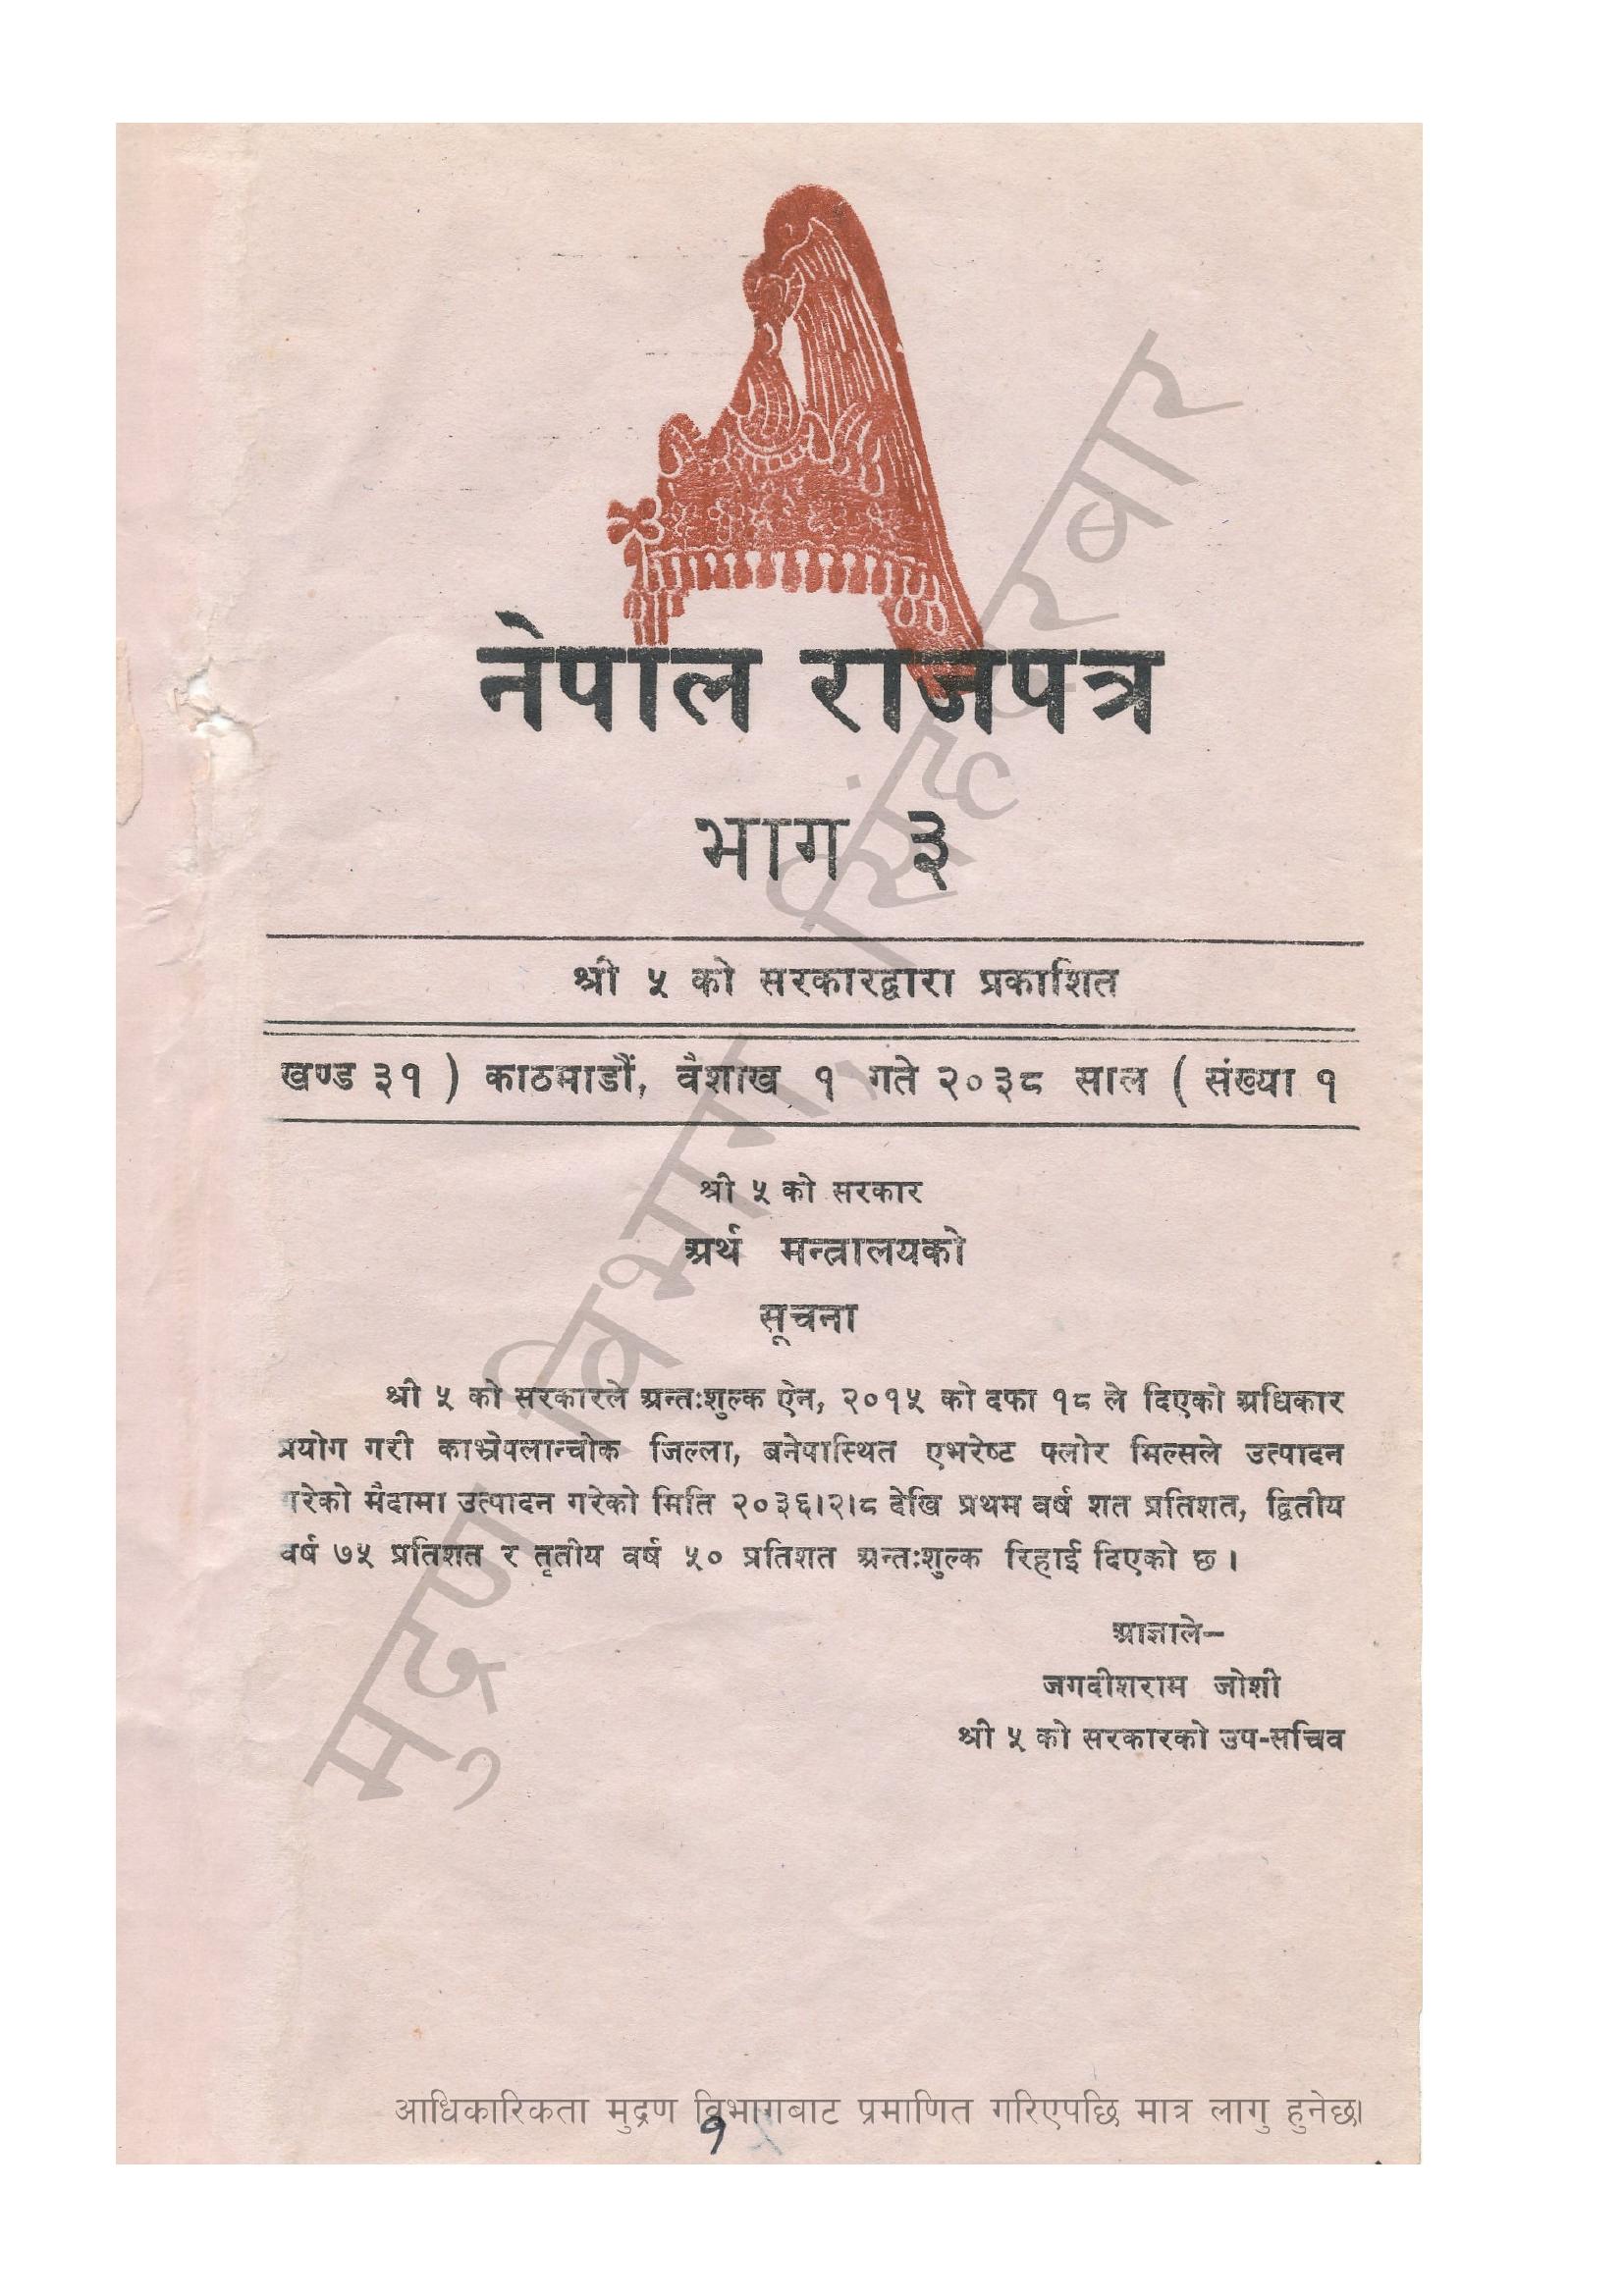 नेपाल राजपत्र
भाग ३
श्री ५ को सरकारद्वारा प्रकाशित
खण्ड ३१ ) काठमाडौं, वैशाख १ गते २०३८ साल ( संख्या १
श्री ५ को सरकार
अर्थ मन्त्रालयको
सूचना
श्री ५ को सरकारले अन्तःशुल्क ऐन, २०१५ को दफा १८ ले दिएको अधिकार
प्रयोग गरी काभ्रेपलान्चोक जिल्ला, बनेपास्थित एभरेष्ट फ्लोर मिल्सले उत्पादन
गरेको मैदामा उत्पादन गरेको मिति २०३६।२।८ देखि प्रथम वर्ष शत प्रतिशत, द्वितीय
वर्ष ७५ प्रतिशत र तृतीय वर्ष ५० प्रतिशत अन्तःशुल्क रिहाई दिएको छ ।
आज्ञाले–
जगदीशराम जोशी
श्री ५ को सरकारको उप-सचिव
मुद्रण विभाग, सिंहदरबार
आधिकारिकता मुद्रण विभागबाट प्रमाणित गरिएपछि मात्र लागु हुनेछ।
१